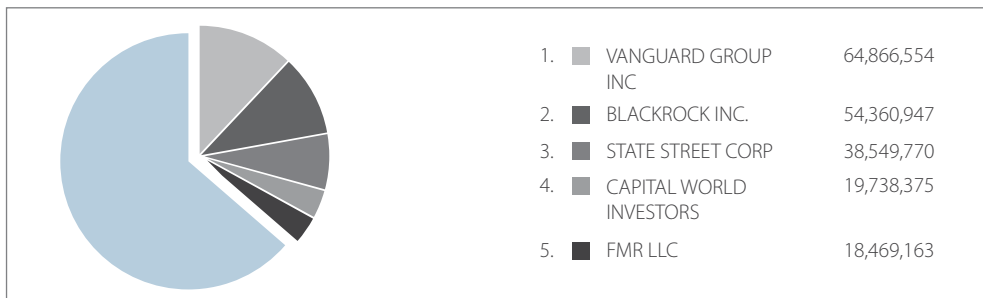 1. VANGUARD GROUP 64,866,554
INC
2. BLACKROCK INC. 54,360,947
3. STATE STREET CORP 38,549,770
4. CAPITAL WORLD 19,738,375
INVESTORS
5. FMR LLC 18,469,163